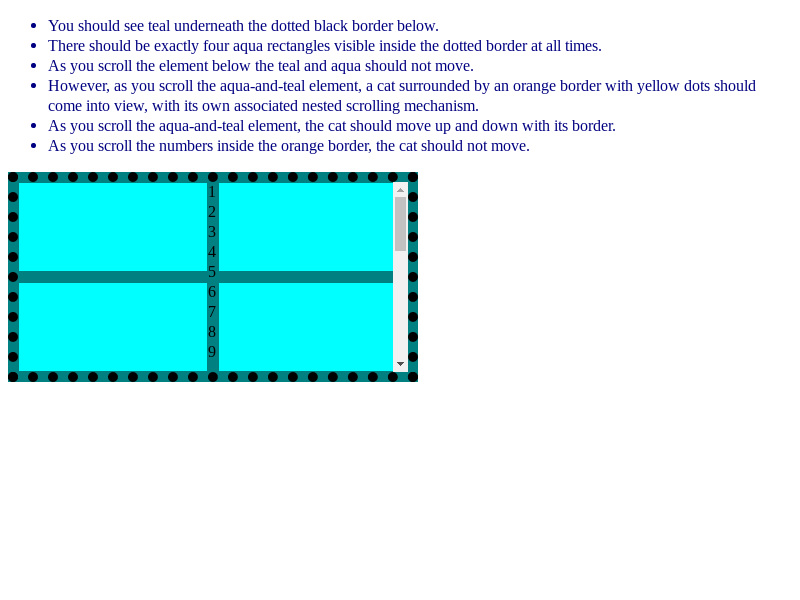 You should see teal underneath the dotted black border below.
There should be exactly four aqua rectangles visible inside the dotted border at all times.
As you scroll the element below the teal and aqua should not move.
However, as you scroll the aqua-and-teal element, a cat surrounded by an orange border with yellow dots should
come into view, with its own associated nested scrolling mechanism.
As you scroll the aqua-and-teal element, the cat should move up and down with its border.
As you scroll the numbers inside the orange border, the cat should not move.
1
2
3
4
5
6
7
8
9